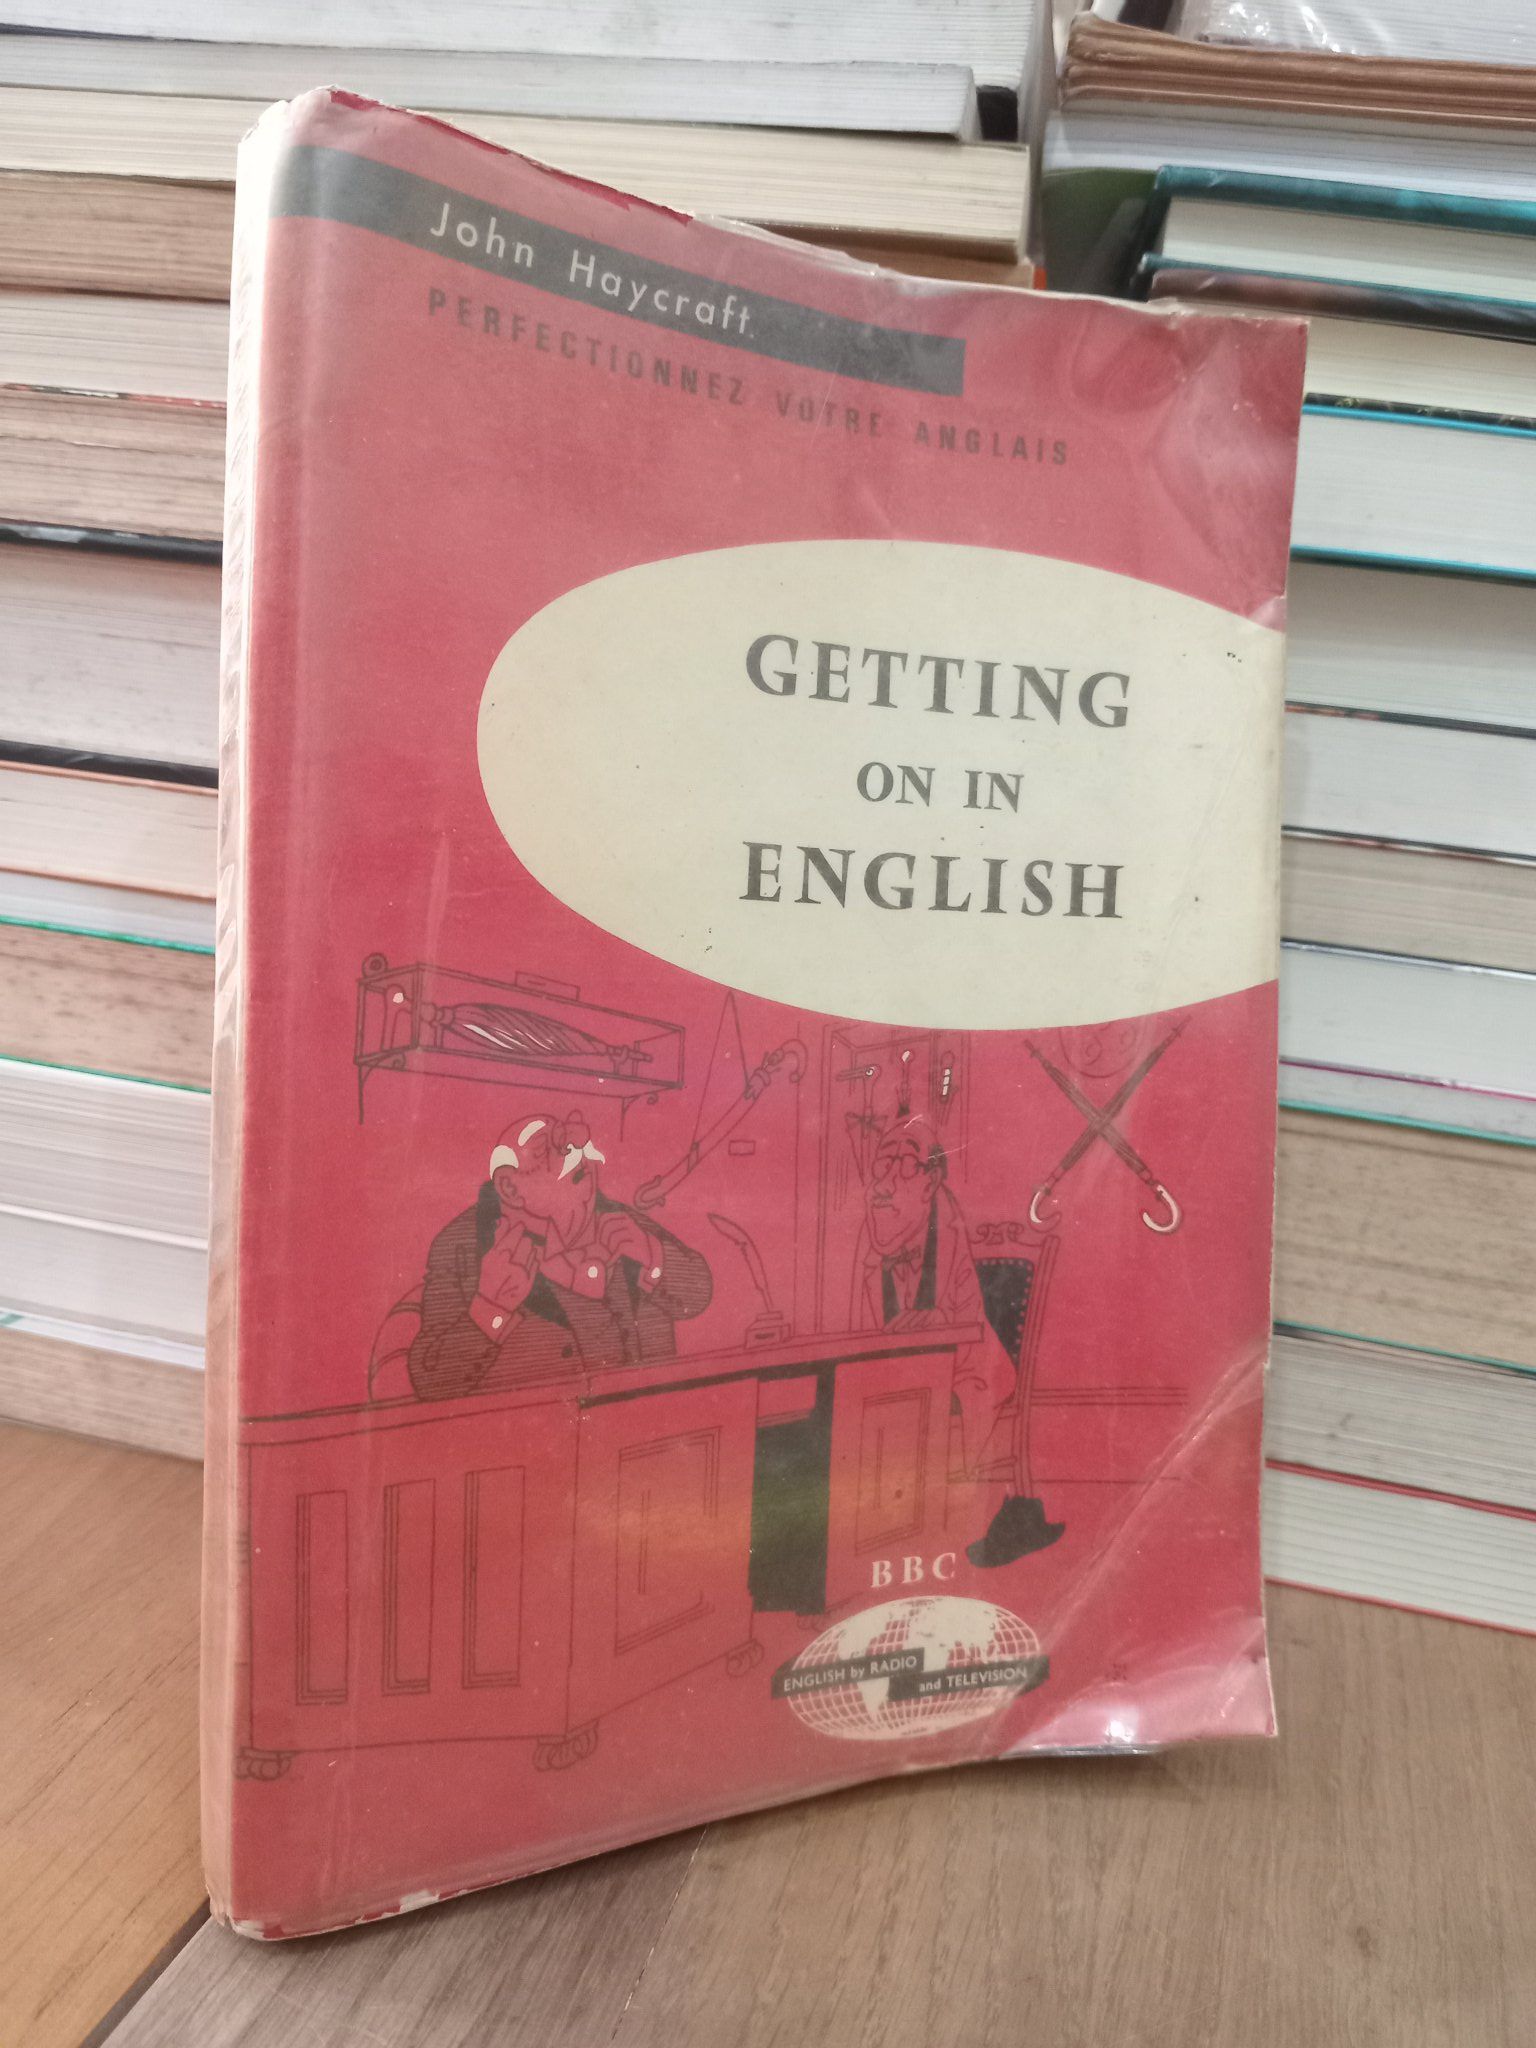 John Haycraft
PERFECTIONNEZ VOTRE ANGLAIS
GETTING
ON IN
ENGLISH
BBC
ENGLISH by RADIO
and TELEVISION